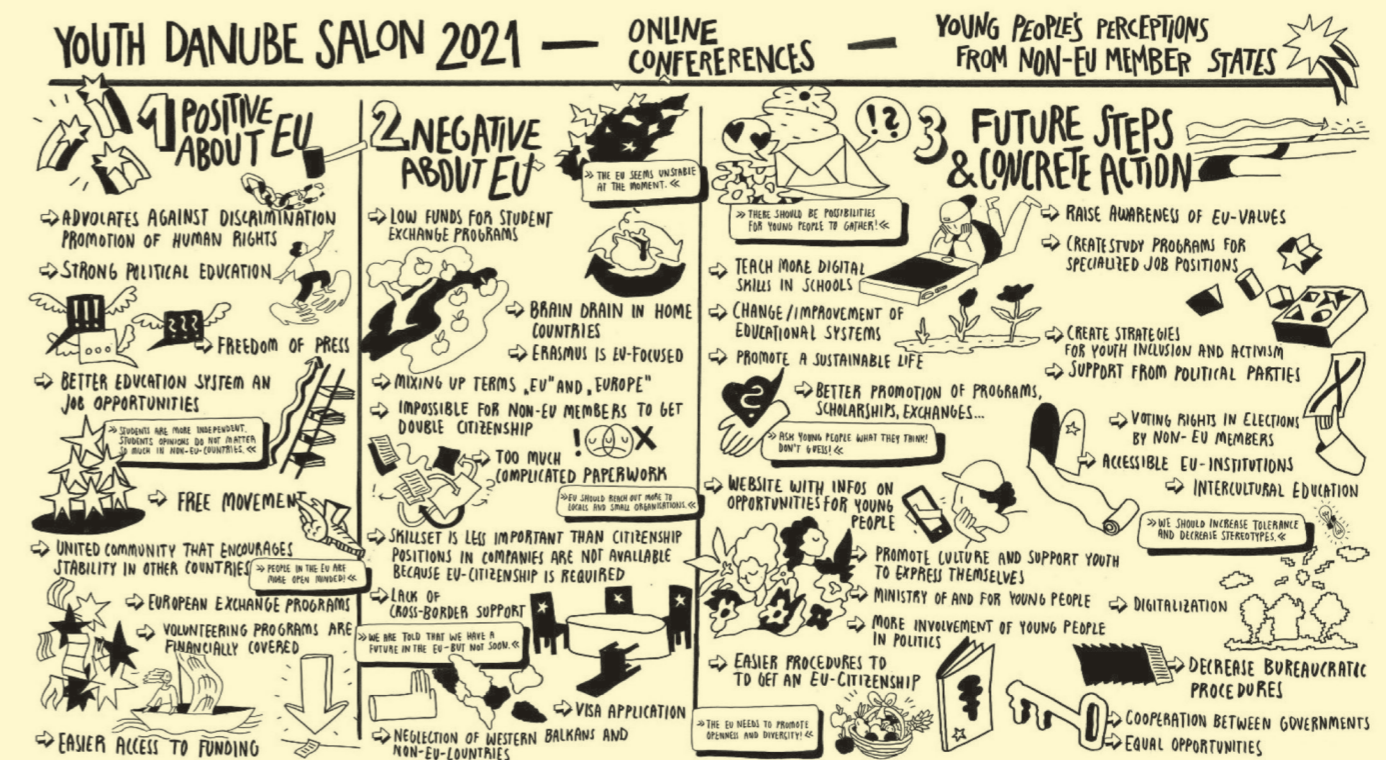 YOUTH DANUBE SALON 2021 — ONLINE
CONFERERENCES — YOUNG PEOPLE'S PERCEPTIONS
FROM NON-EU MEMBER STATES
1 POSITIVE
ABOUT EU
⇨ ADVOCATES AGAINST DISCRIMINATION
PROMOTION OF HUMAN RIGHTS
⇨ STRONG POLITICAL EDUCATION
!!!
...
???
⇨ FREEDOM OF PRESS
⇨ BETTER EDUCATION SYSTEM AN
JOB OPPORTUNITIES
»STUDENTS ARE MORE INDEPENDENT.
STUDENTS OPINIONS DO NOT MATTER
SO MUCH IN NON-EU-COUNTRIES.«
⇨ FREE MOVEMENT
⇨ UNITED COMMUNITY THAT ENCOURAGES
STABILITY IN OTHER COUNTRIES
»PEOPLE IN THE EU ARE
MORE OPEN MINDED!«
⇨ EUROPEAN EXCHANGE PROGRAMS
⇨ VOLUNTEERING PROGRAMS ARE
FINANCIALLY COVERED
⇨ EASIER ACCESS TO FUNDING
2 NEGATIVE
ABOUT EU
»THE EU SEEMS UNSTABLE
AT THE MOMENT.«
⇨ LOW FUNDS FOR STUDENT
EXCHANGE PROGRAMS
⇨ BRAIN DRAIN IN HOME
COUNTRIES
⇨ ERASMUS IS EU-FOCUSED
⇨ MIXING UP TERMS „EU" AND „EUROPE"
⇨ IMPOSSIBLE FOR NON-EU MEMBERS TO GET
DOUBLE CITIZENSHIP
! X
⇨ TOO MUCH
COMPLICATED PAPERWORK
»EU SHOULD REACH OUT MORE TO
LOCALS AND SMALL ORGANISATIONS.«
⇨ SKILLSET IS LESS IMPORTANT THAN CITIZENSHIP
POSITIONS IN COMPANIES ARE NOT AVAILABLE
BECAUSE EU-CITIZENSHIP IS REQUIRED
⇨ LACK OF
CROSS-BORDER SUPPORT
»WE ARE TOLD THAT WE HAVE A
FUTURE IN THE EU-BUT NOT SOON.«
⇨ VISA APPLICATION
⇨ NEGLECTION OF WESTERN BALKANS AND
NON-EU-COUNTRIES
!?
3 FUTURE STEPS
& CONCRETE ACTION
»THERE SHOULD BE POSSIBILITIES
FOR YOUNG PEOPLE TO GATHER!«
⇨ TEACH MORE DIGITAL
SKILLS IN SCHOOLS
⇨ CHANGE/IMPROVEMENT OF
EDUCATIONAL SYSTEMS
⇨ PROMOTE A SUSTAINABLE LIFE
?
⇨ BETTER PROMOTION OF PROGRAMS,
SCHOLARSHIPS, EXCHANGES...
»ASK YOUNG PEOPLE WHAT THEY THINK!
DON'T GUESS!«
⇨ WEBSITE WITH INFOS ON
OPPORTUNITIES FOR YOUNG
PEOPLE
⇨ PROMOTE CULTURE AND SUPPORT YOUTH
TO EXPRESS THEMSELVES
⇨ MINISTRY OF AND FOR YOUNG PEOPLE
⇨ MORE INVOLVEMENT OF YOUNG PEOPLE
IN POLITICS
⇨ EASIER PROCEDURES TO
TO GET AN EU-CITIZENSHIP
»THE EU NEEDS TO PROMOTE
OPENNESS AND DIVERCITY!«
⇨ RAISE AWARENESS OF EU-VALUES
⇨ CREATE STUDY PROGRAMS FOR
SPECIALIZED JOB POSITIONS
⇨ CREATE STRATEGIES
FOR YOUTH INCLUSION AND ACTIVISM
⇨ SUPPORT FROM POLITICAL PARTIES
⇨ VOTING RIGHTS IN ELECTIONS
BY NON-EU MEMBERS
⇨ ACCESSIBLE EU-INSTITUTIONS
⇨ INTERCULTURAL EDUCATION
»WE SHOULD INCREASE TOLERANCE
AND DECREASE STEREOTYPES.«
⇨ DIGITALIZATION
⇨ DECREASE BUREAUCRATIC
PROCEDURES
⇨ COOPERATION BETWEEN GOVERNMENTS
⇨ EQUAL OPPORTUNITIES